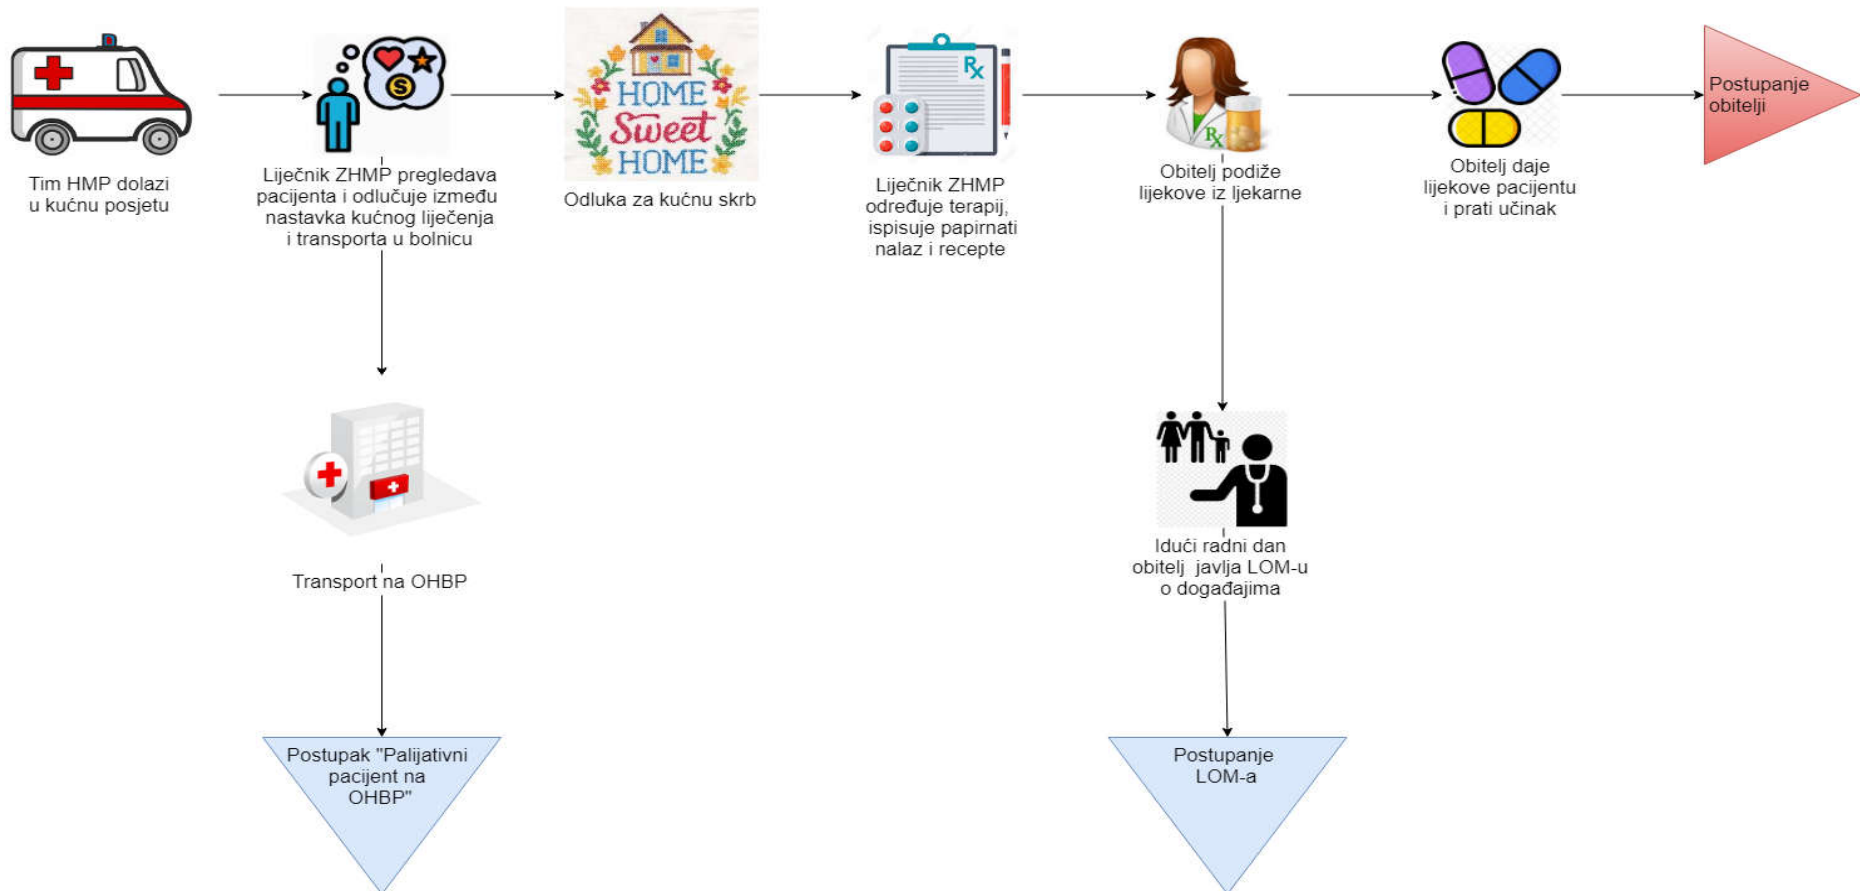 Tim HMP dolazi
u kućnu posjetu
Liječnik ZHMP pregledava
pacijenta i odlučuje između
nastavka kućnog liječenja
i transporta u bolnicu
HOME
Sweet
HOME
Odluka za kućnu skrb
Rx
Liječnik ZHMP
određuje terapij,
ispisuje papirnati
nalaz i recepte
Rx
Obitelj podiže
lijekove iz ljekarne
Obitelj daje
lijekove pacijentu
i prati učinak
Postupanje
obitelji
Transport na OHBP
Idući radni dan
obitelj javlja LOM-u
o događajima
Postupak "Palijativni
pacijent na
OHBP"
Postupanje
LOM-a